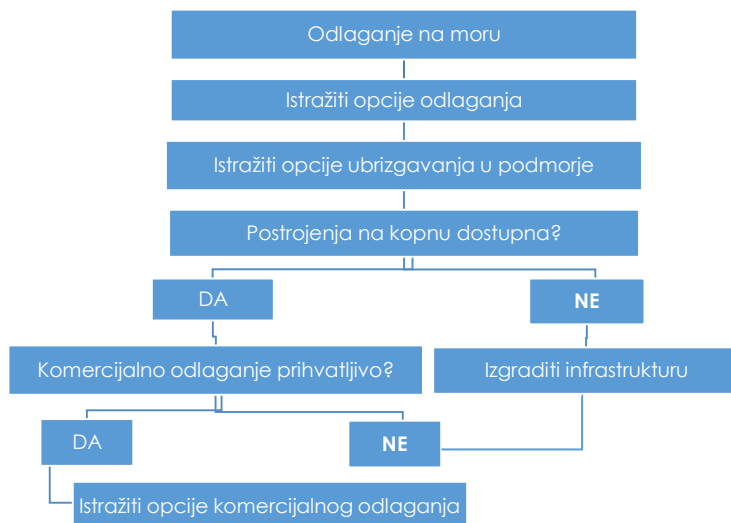 Odlaganje na moru
Istražiti opcije odlaganja
Istražiti opcije ubrizgavanja u podmorje
Postrojenja na kopnu dostupna?
DA
NE
Komercijalno odlaganje prihvatljivo?
Izgraditi infrastrukturu
DA
NE
Istražiti opcije komercijalnog odlaganja